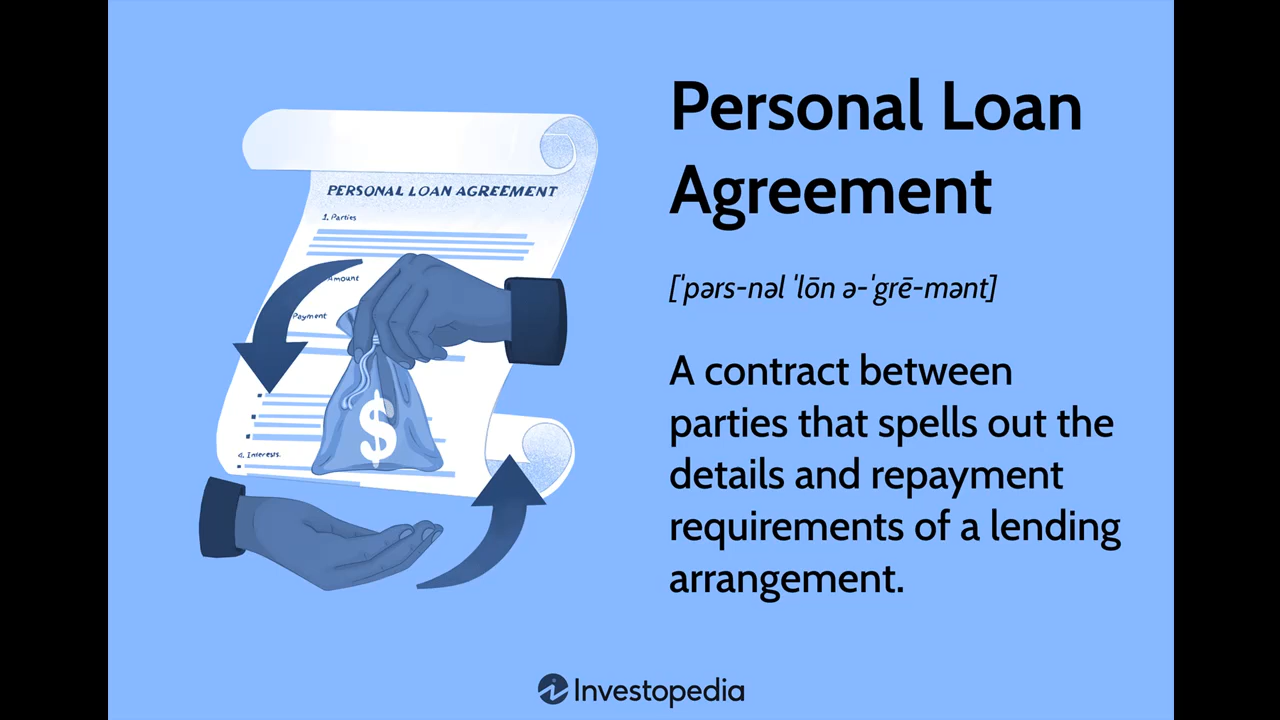 PERSONAL LOAN AGREEMENT
1. Parties
Amount
Payment
4. Interests.
Personal Loan
Agreement
[ˈpərs-nəl ˈlōn ə-ˈgrē-mənt]
A contract between
parties that spells out the
details and repayment
requirements of a lending
arrangement.
Investopedia